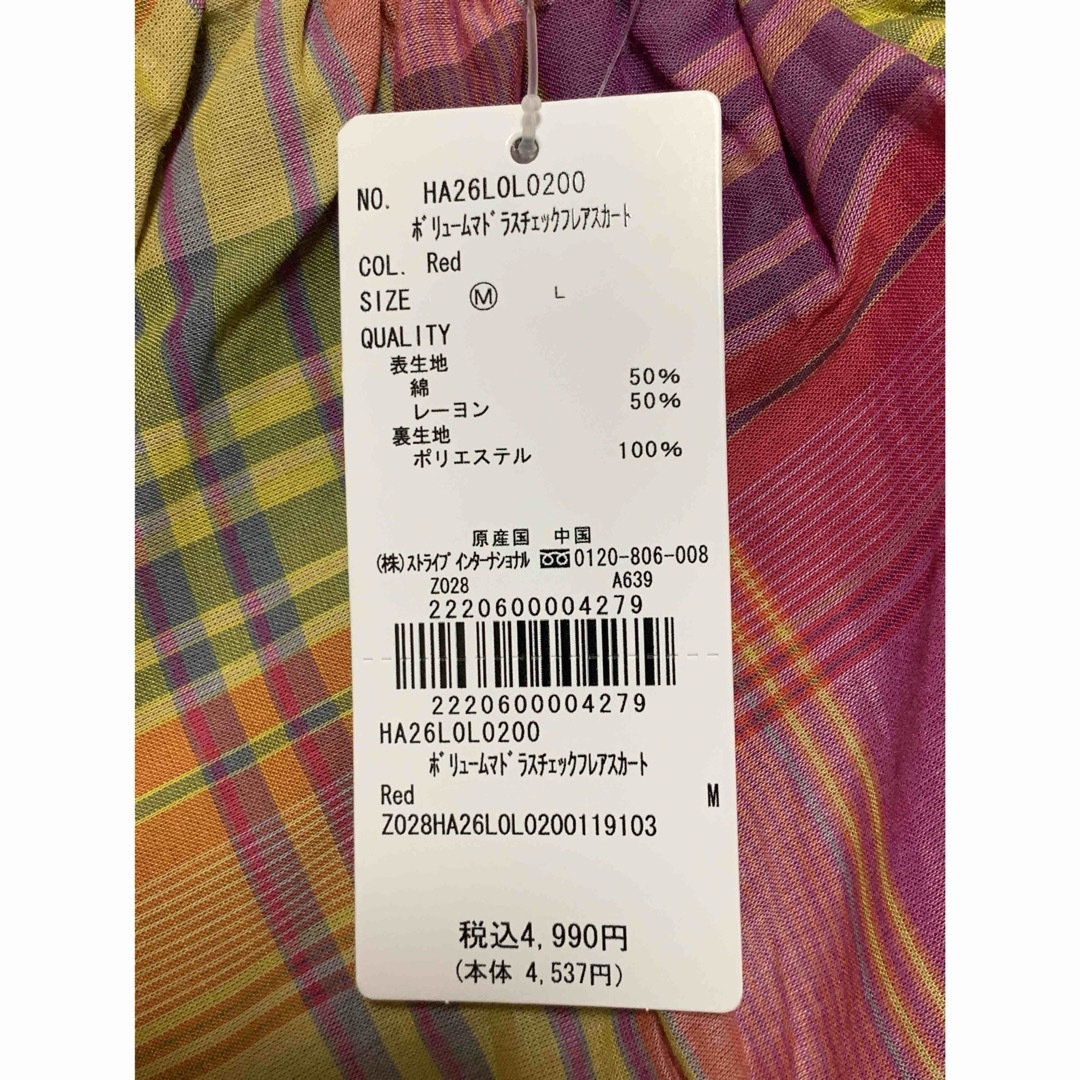 NO. HA26L0L0200
ボリュームマドラスチェックフレアスカート
COL. Red
SIZE Ⓜ L
QUALITY
表生地
綿 50%
レーヨン 50%
裏生地
ポリエステル 100%
原産国 中国
(株)ストライプインターナショナル 0120-806-008
Z028 A639
2220600004279
2220600004279
HA26L0L0200
ボリュームマドラスチェックフレアスカート
Red M
Z028HA26L0L0200119103
税込4,990円
(本体 4,537円)